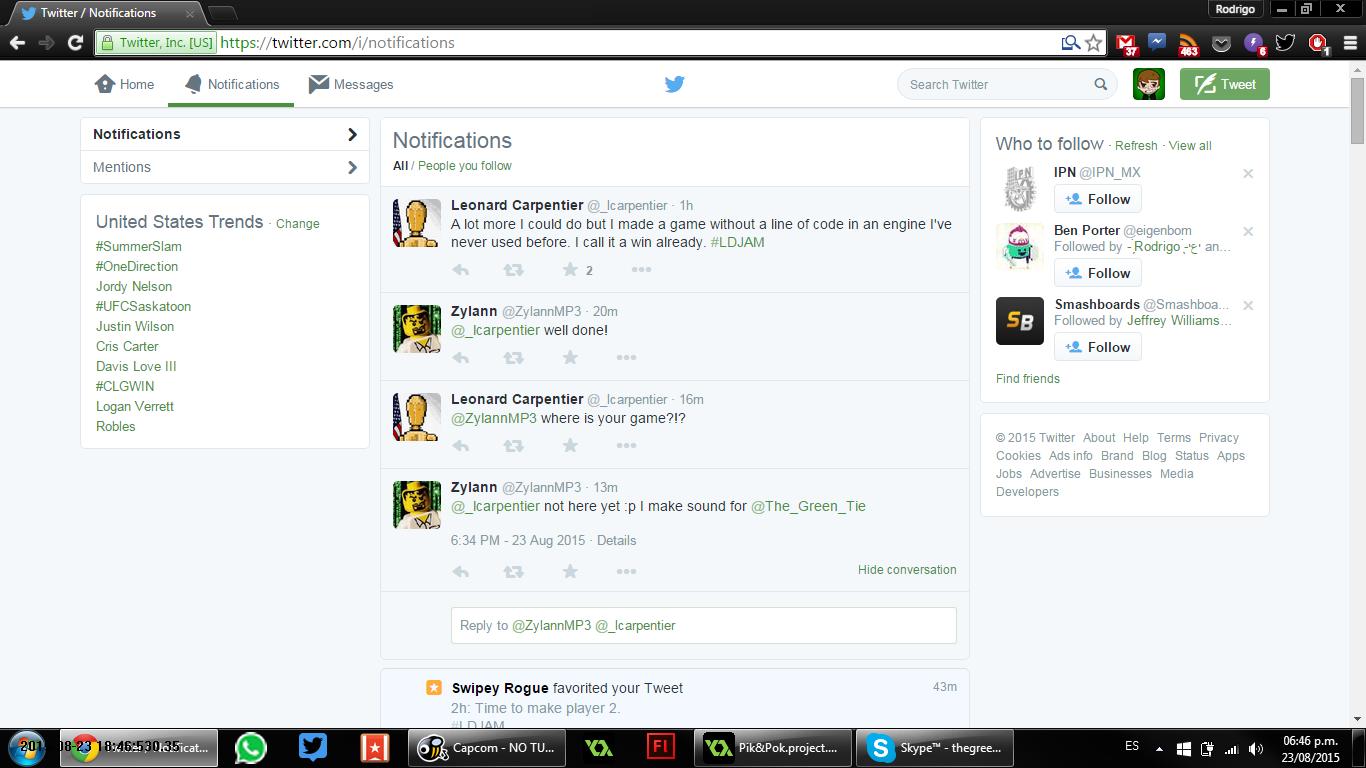 Twitter / Notifications
Rodrigo
Twitter, Inc. [US] https://twitter.com/i/notifications
37
463
6
1
Home
Notifications
Messages
Search Twitter
Tweet
Notifications
Mentions
United States Trends · Change
#SummerSlam
#OneDirection
Jordy Nelson
#UFCSaskatoon
Justin Wilson
Cris Carter
Davis Love III
#CLGWIN
Logan Verrett
Robles
Notifications
All / People you follow
Leonard Carpentier @_lcarpentier · 1h
A lot more I could do but I made a game without a line of code in an engine I've
never used before. I call it a win already. #LDJAM
2
Zylann @ZylannMP3 · 20m
@_lcarpentier well done!
Leonard Carpentier @_lcarpentier · 16m
@ZylannMP3 where is your game?!?
Zylann @ZylannMP3 · 13m
@_lcarpentier not here yet :p I make sound for @The_Green_Tie
6:34 PM - 23 Aug 2015 · Details
Hide conversation
Reply to @ZylannMP3 @_lcarpentier
Swipey Rogue favorited your Tweet
43m
2h: Time to make player 2.
#LDJAM
Who to follow · Refresh · View all
IPN @IPN_MX
Follow
Ben Porter @eigenbom
Followed by -Rodrigo an...
Follow
SB
Smashboards @Smashboa...
Followed by Jeffrey Williams...
Follow
Find friends
© 2015 Twitter About Help Terms Privacy
Cookies Ads info Brand Blog Status Apps
Jobs Advertise Businesses Media
Developers
Capcom - NO TU...
Fl
Pik&Pok.project....
Skype™ - thegree...
ES
06:46 p.m.
23/08/2015